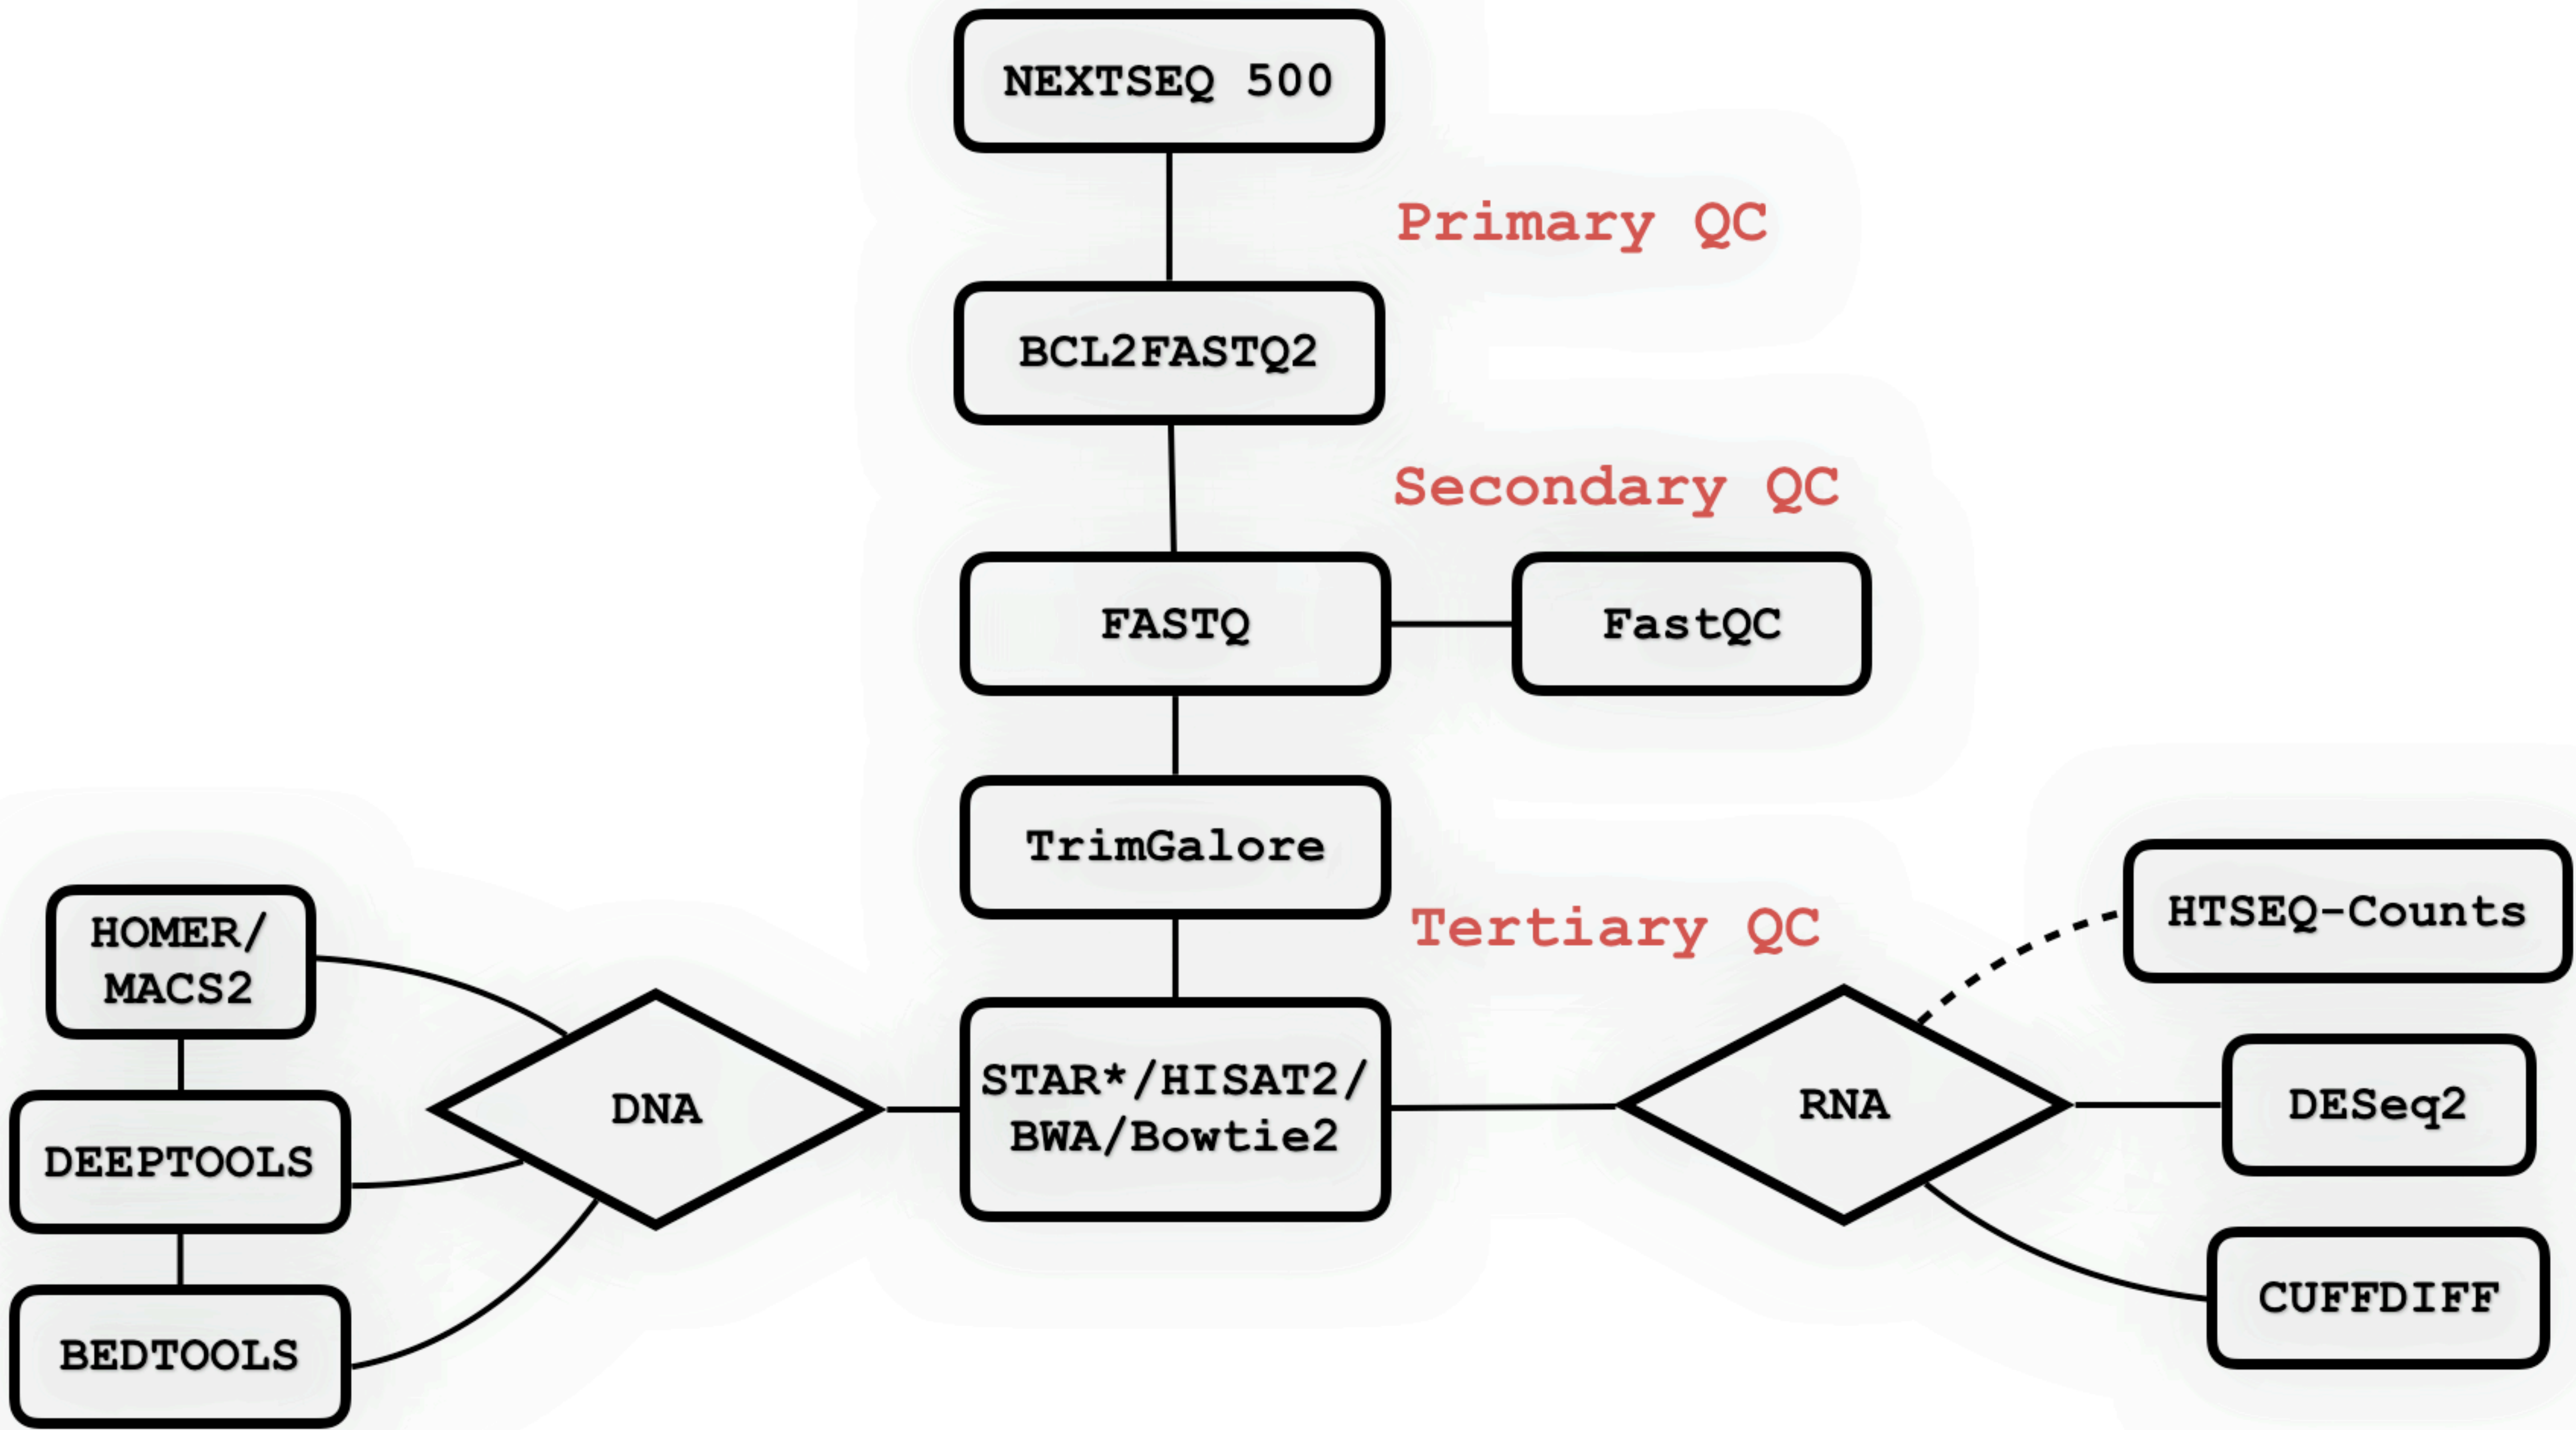 NEXTSEQ 500
Primary QC
BCL2FASTQ2
Secondary QC
FASTQ
FastQC
TrimGalore
Tertiary QC
HOMER/
MACS2
DEEPTOOLS
BEDTOOLS
DNA
STAR*/HISAT2/
BWA/Bowtie2
RNA
HTSEQ-Counts
DESeq2
CUFFDIFF